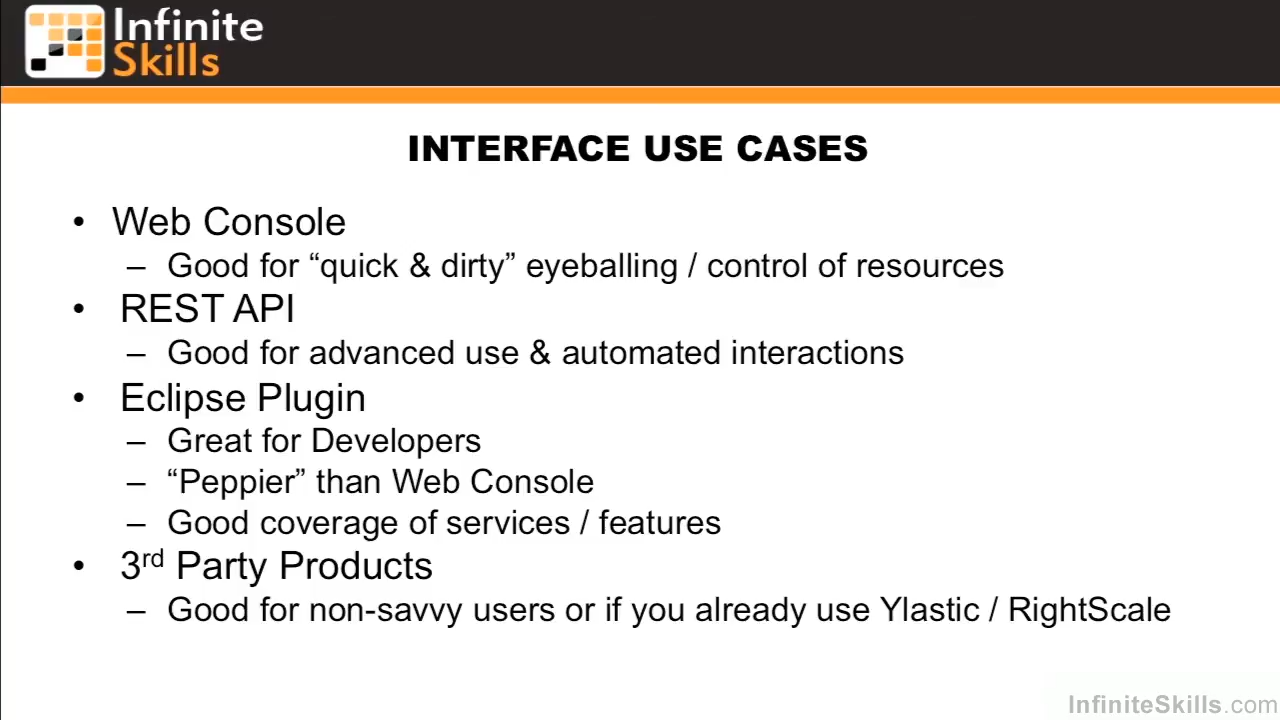 Infinite
Skills
INTERFACE USE CASES
• Web Console
– Good for “quick & dirty” eyeballing / control of resources
• REST API
– Good for advanced use & automated interactions
• Eclipse Plugin
– Great for Developers
– “Peppier” than Web Console
– Good coverage of services / features
• 3rd Party Products
– Good for non-savvy users or if you already use Ylastic / RightScale
InfiniteSkills.com